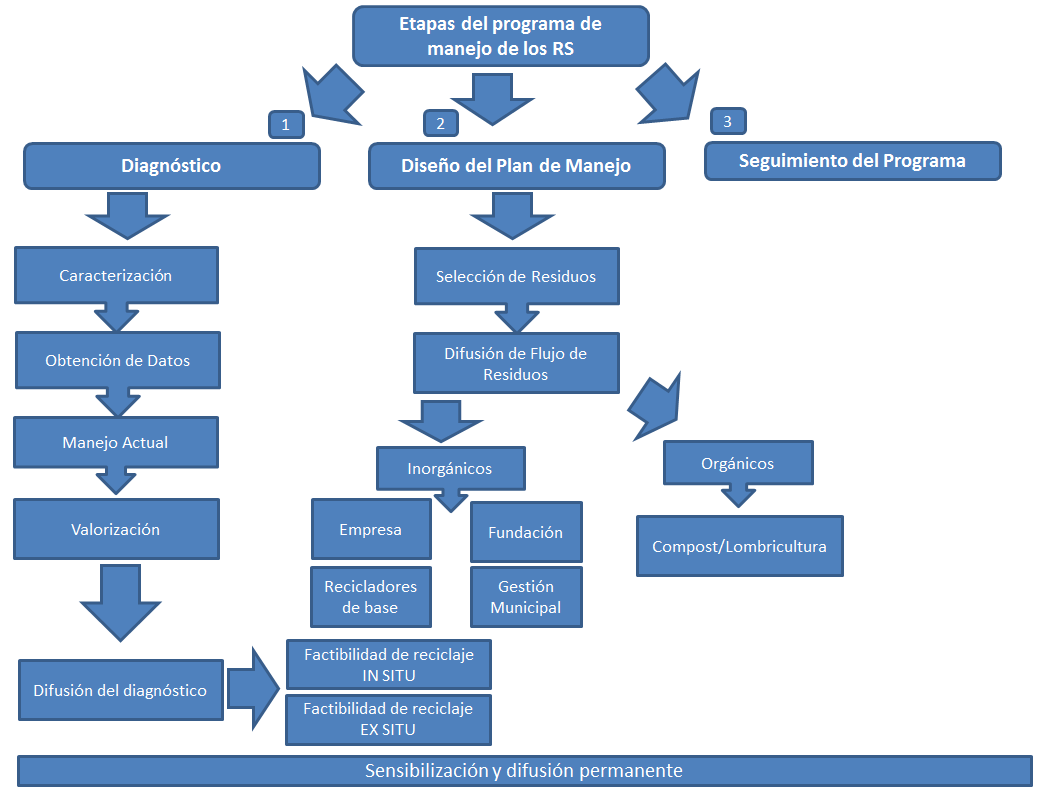 Etapas del programa de
manejo de los RS
1
Diagnóstico
2
Diseño del Plan de Manejo
3
Seguimiento del Programa
Caracterización
Obtención de Datos
Manejo Actual
Valorización
Difusión del diagnóstico
Factibilidad de reciclaje
IN SITU
Factibilidad de reciclaje
EX SITU
Selección de Residuos
Difusión de Flujo de
Residuos
Inorgánicos
Empresa
Fundación
Recicladores
de base
Gestión
Municipal
Orgánicos
Compost/Lombricultura
Sensibilización y difusión permanente